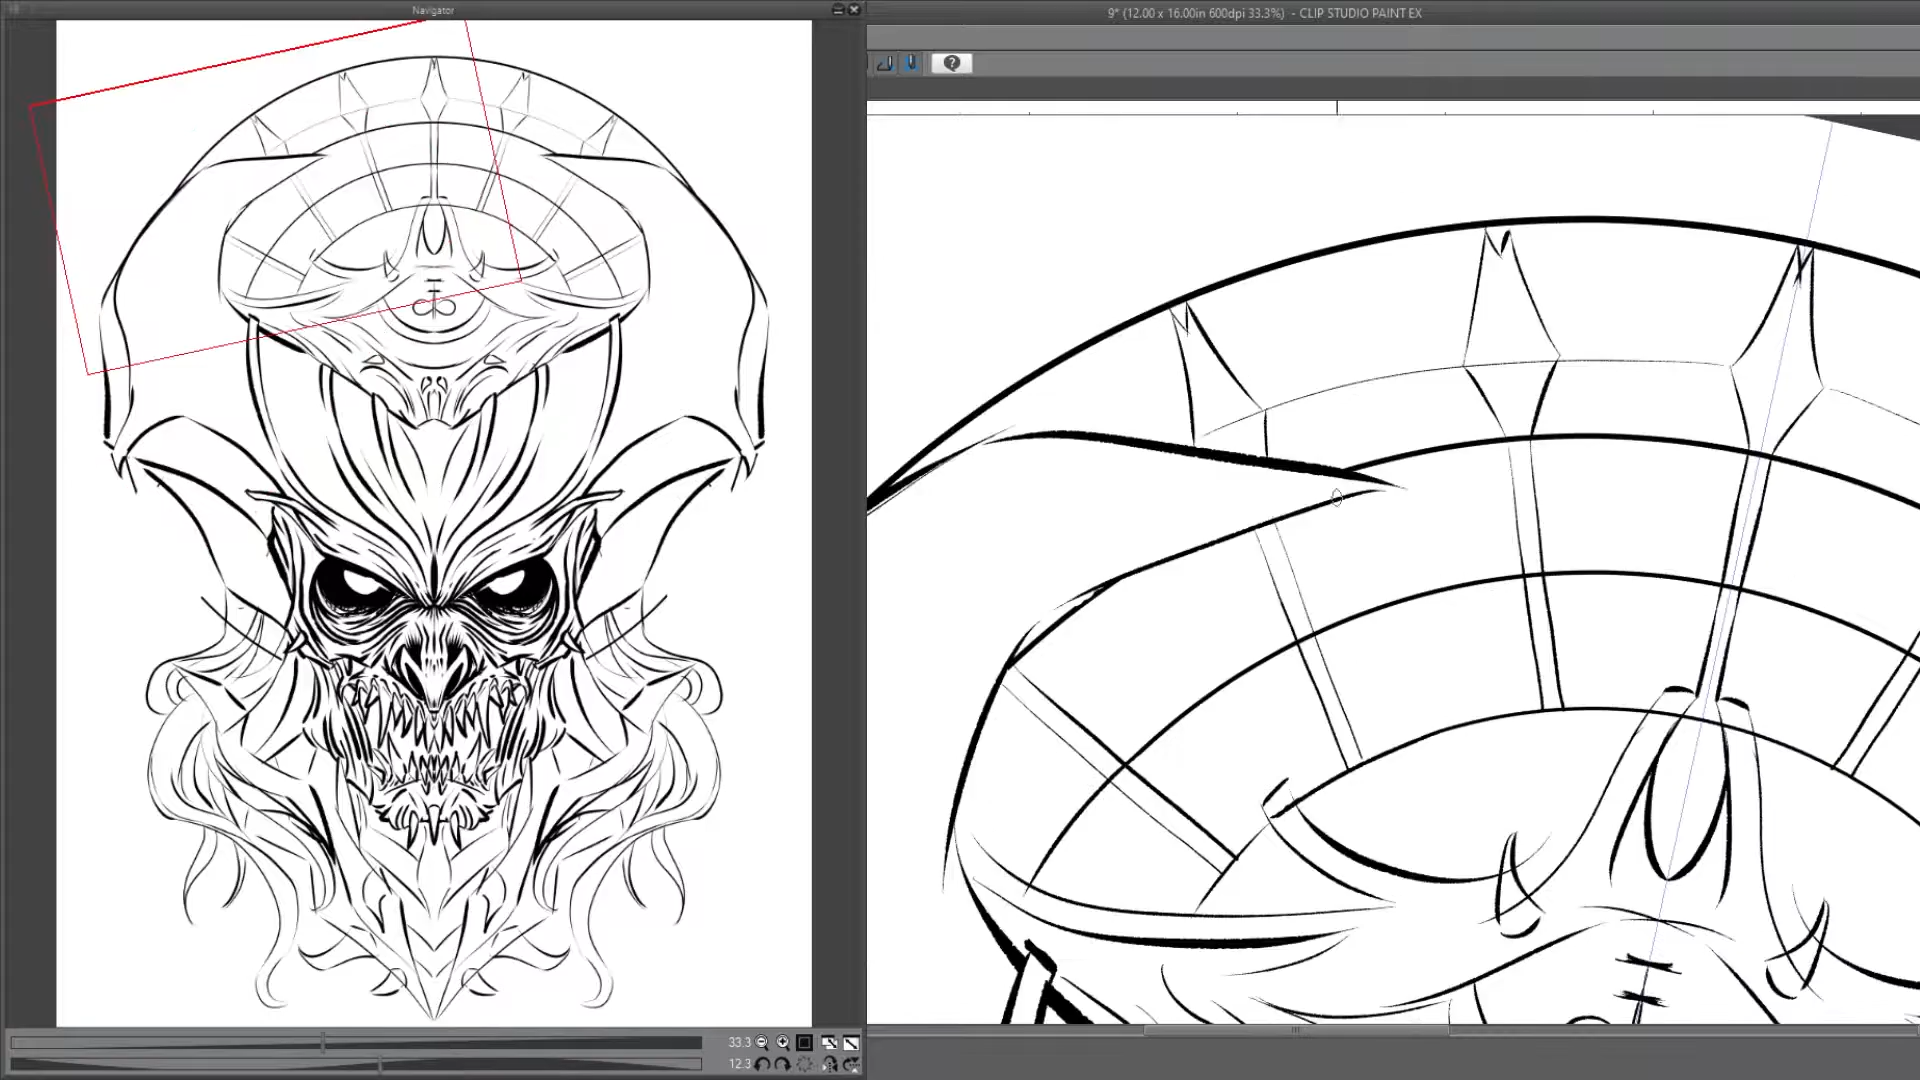 Navigator
9* (12.00 x 16.00in 600dpi 33.3%) - CLIP STUDIO PAINT EX
?
33.3
12.3